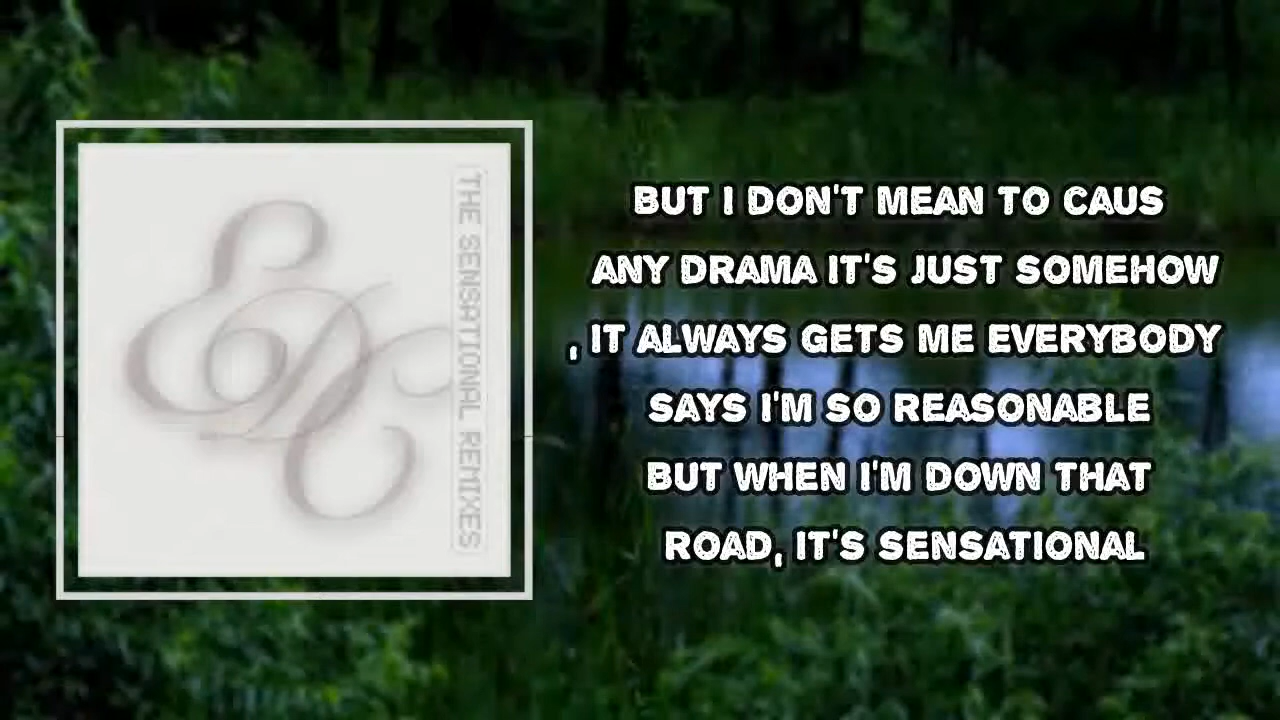 THE SENSATIONAL REMIXES
BUT I DON'T MEAN TO CAUS
ANY DRAMA IT'S JUST SOMEHOW
, IT ALWAYS GETS ME EVERYBODY
SAYS I'M SO REASONABLE
BUT WHEN I'M DOWN THAT
ROAD, IT'S SENSATIONAL